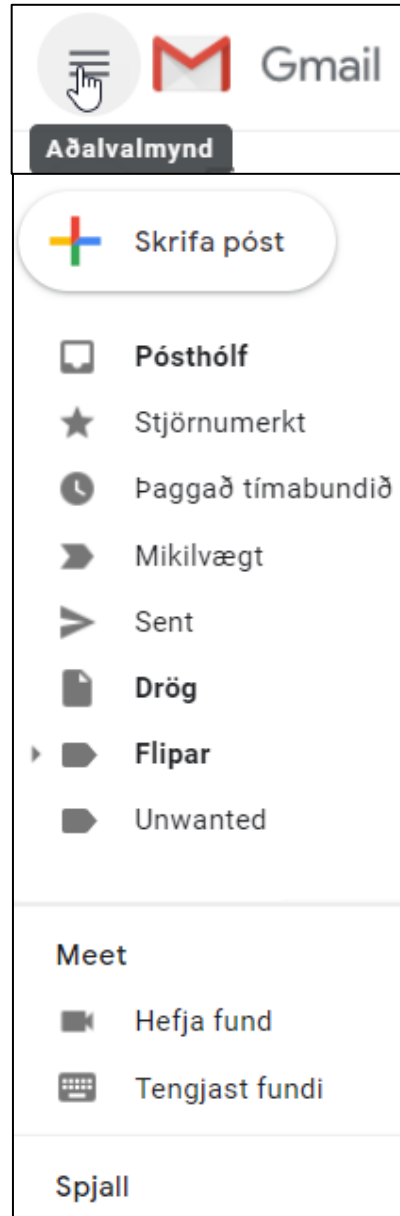 Gmail
Aðalvalmynd
Skrifa póst
Pósthólf
Stjörnumerkt
Þaggað tímabundið
Mikilvægt
Sent
Drög
Flipar
Unwanted
Meet
Hefja fund
Tengjast fundi
Spjall